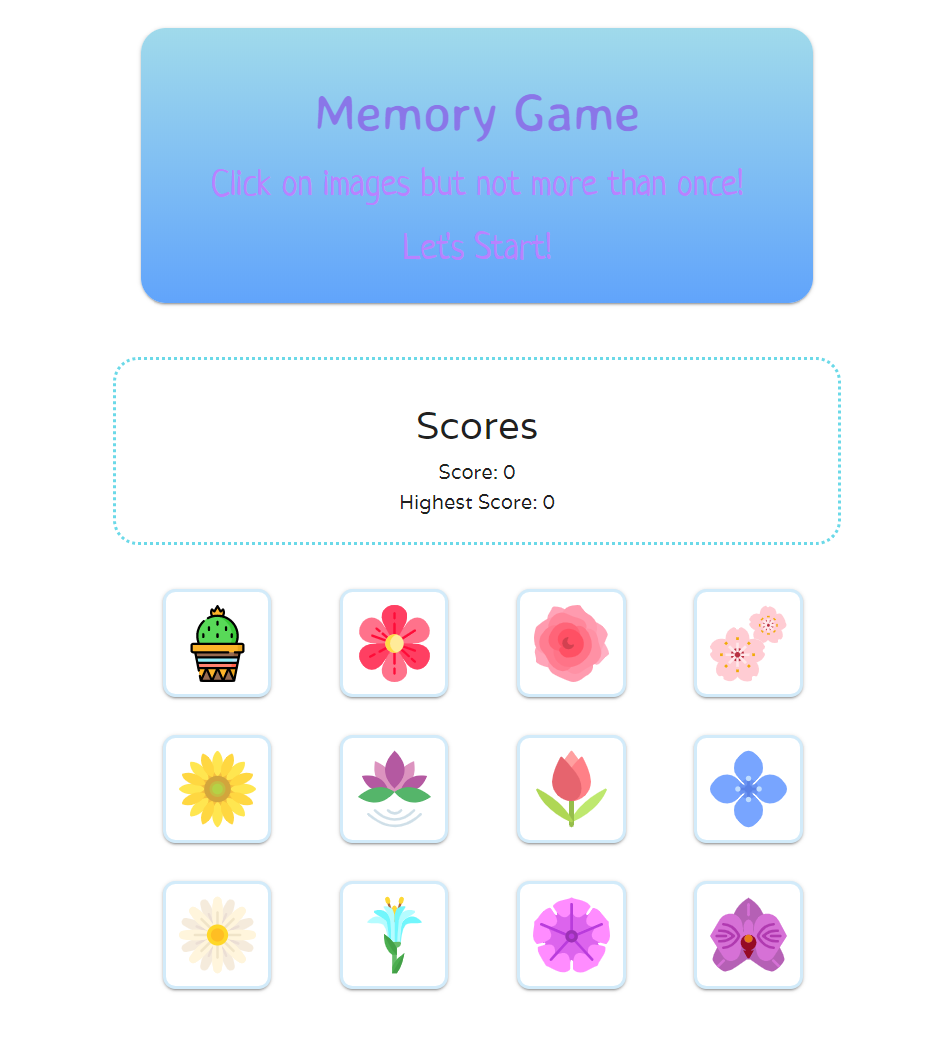 Memory Game
Click on images but not more than once!
Let's Start!
Scores
Score: 0
Highest Score: 0